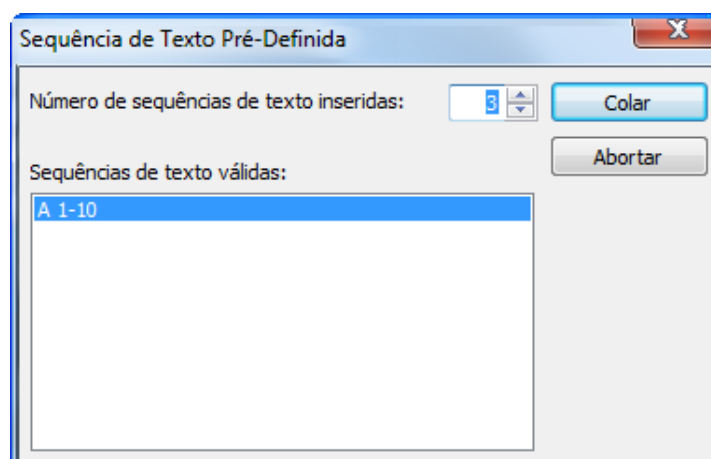 Sequência de Texto Pré-Definida
Número de sequências de texto inseridas: 3 Colar
Abortar
Sequências de texto válidas:
A 1-10